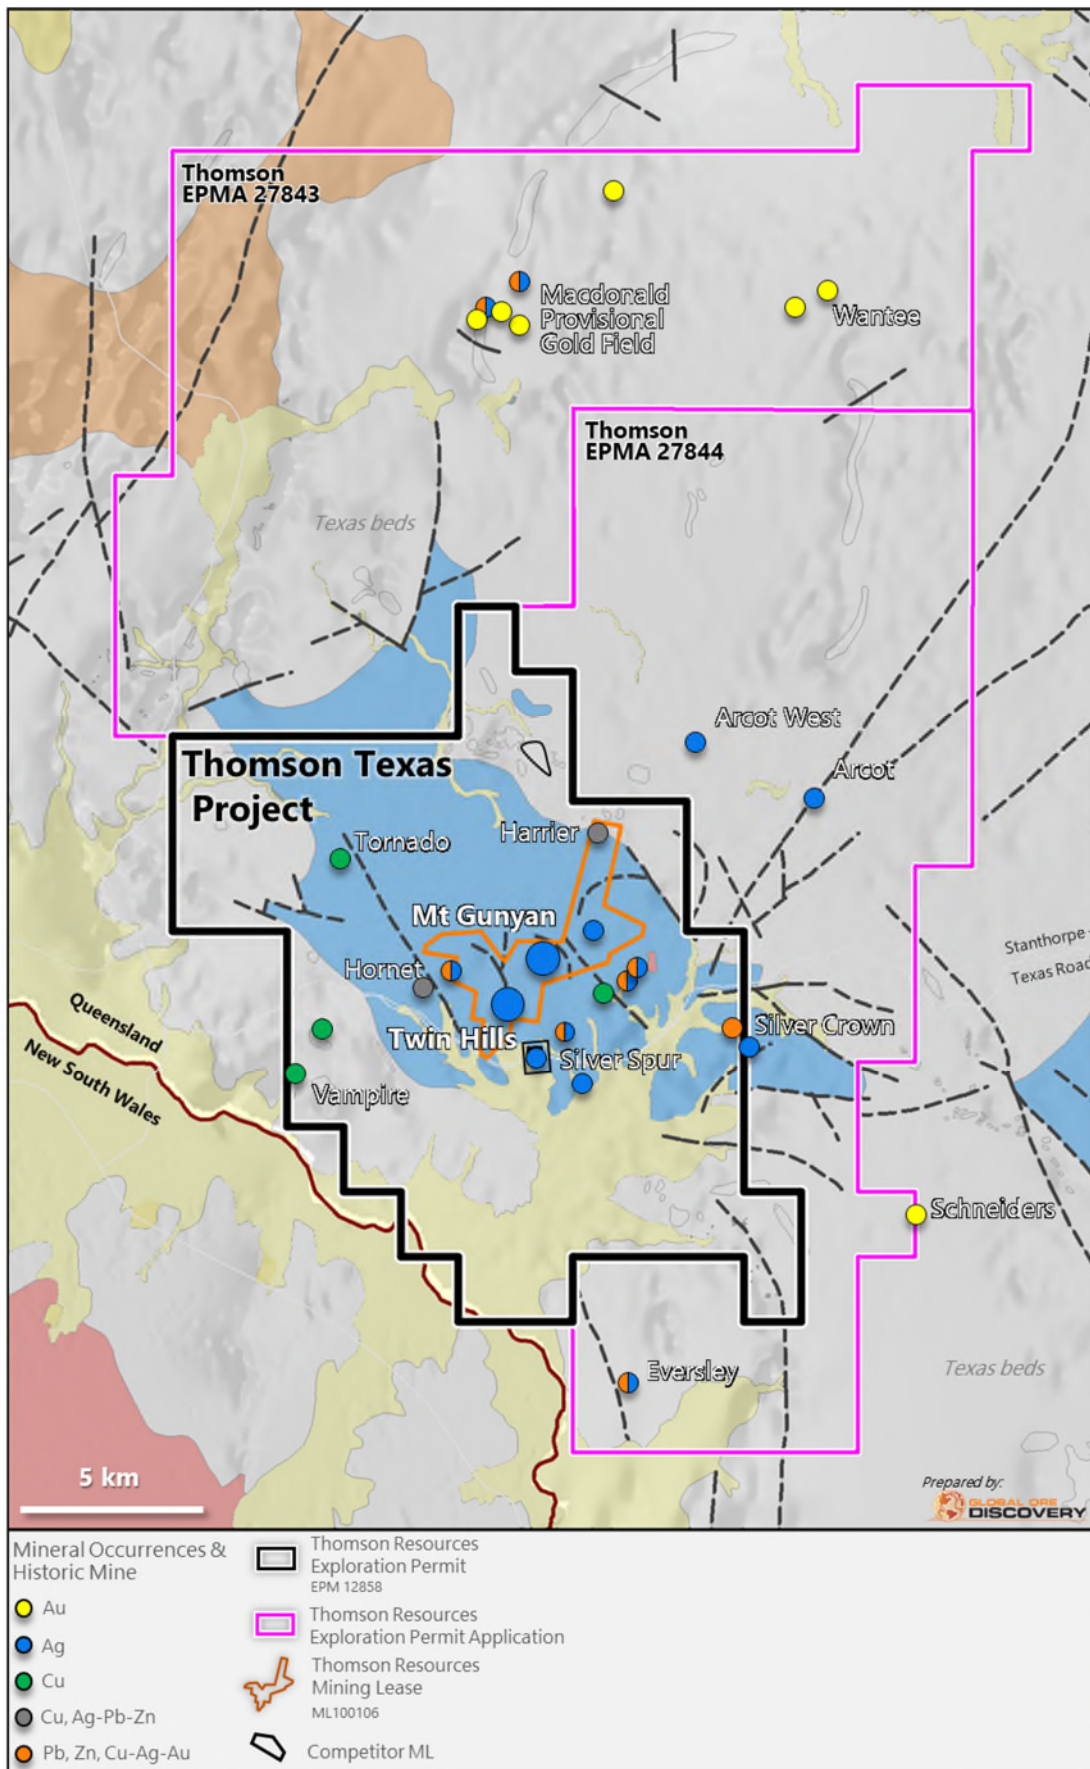 Thomson
EPMA 27843
Macdonald
Provisional
Gold Field
Wantee
Thomson
EPMA 27844
Texas beds
Arcot West
Arcot
Thomson Texas
Project
Harrier
Tornado
Mt Gunyan
Stanthorpe -
Texas Road
Hornet
Queensland
New South Wales
Twin Hills
Silver Spur
Silver Crown
Vampire
Schneiders
Eversley
Texas beds
5 km
Prepared by:
GLOBAL ORE
DISCOVERY
Mineral Occurrences &
Historic Mine
Au
Ag
Cu
Cu, Ag-Pb-Zn
Pb, Zn, Cu-Ag-Au
Thomson Resources
Exploration Permit
EPM 12858
Thomson Resources
Exploration Permit Application
Thomson Resources
Mining Lease
ML100106
Competitor ML